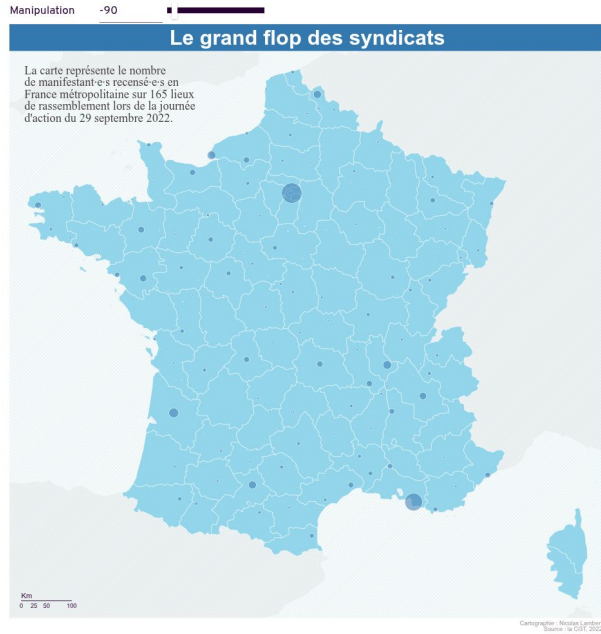 Manipulation -90
Le grand flop des syndicats
La carte représente le nombre
de manifestant·e·s recensé·e·s en
France métropolitaine sur 165 lieux
de rassemblement lors de la journée
d'action du 29 septembre 2022.
Km
0 25 50 100
Cartographie : Nicolas Lamber
Source : la CGT, 2022